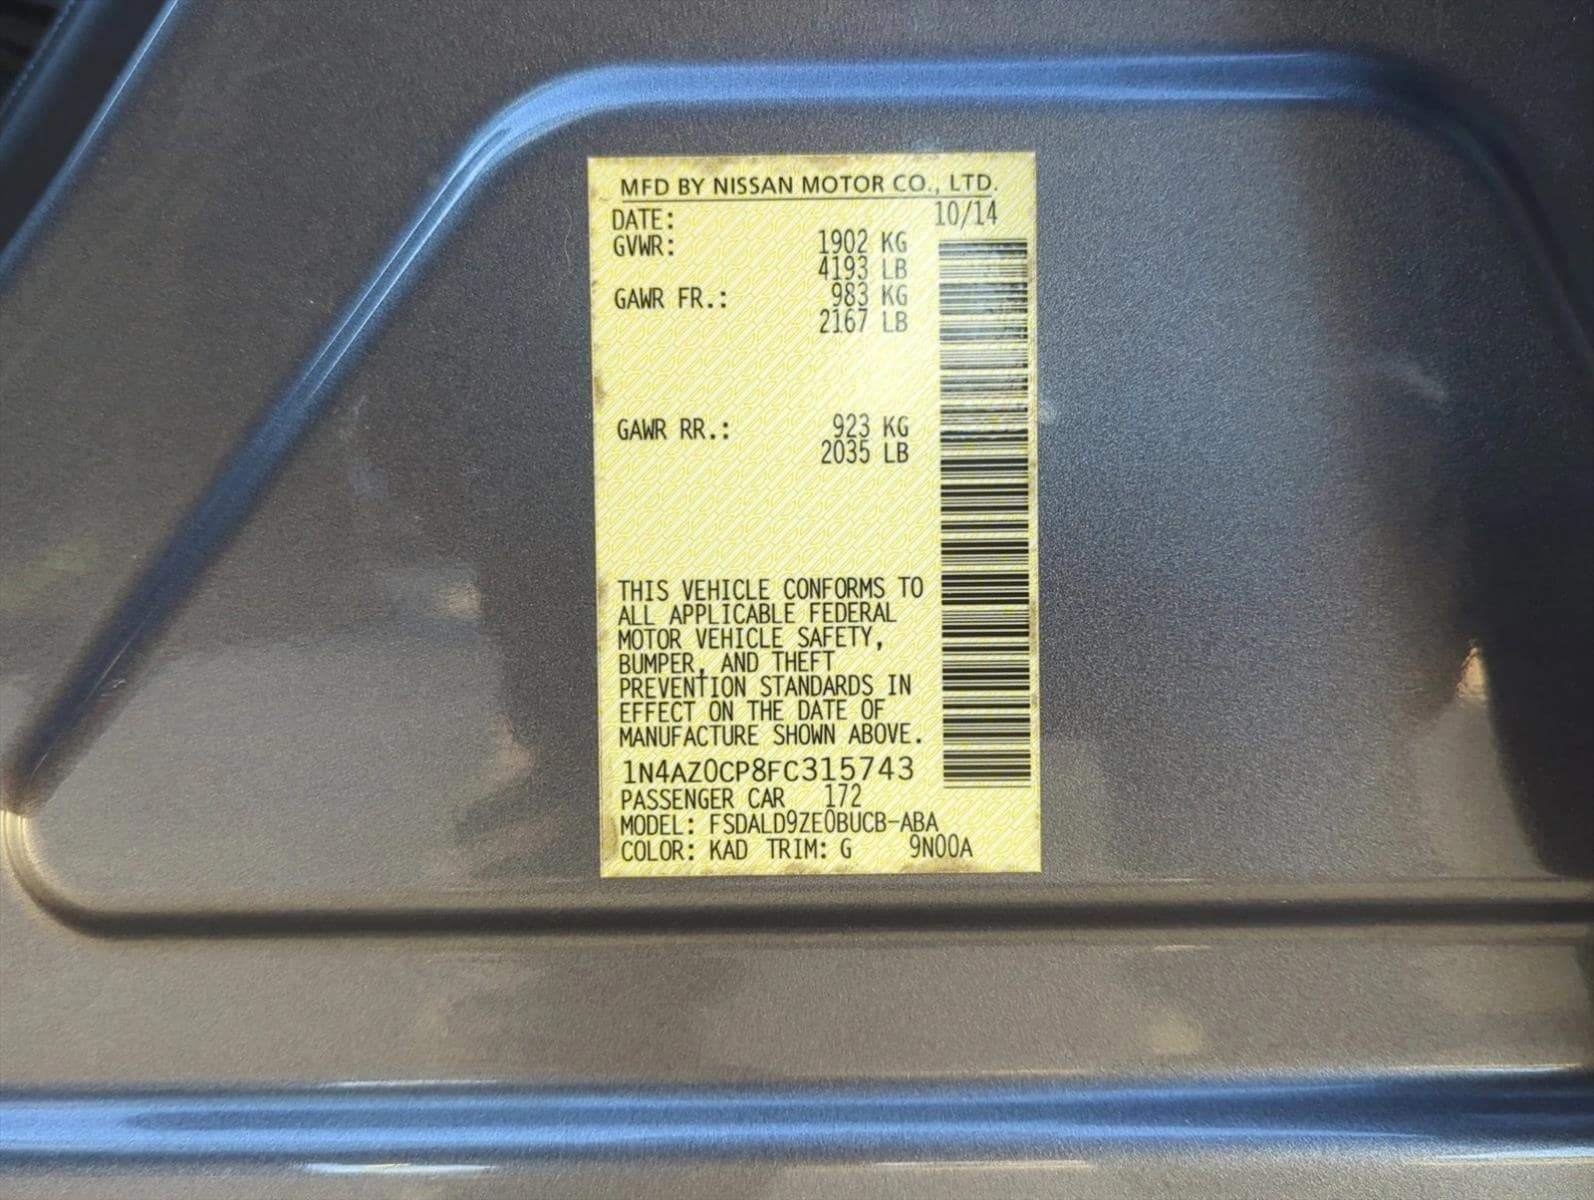 MFD BY NISSAN MOTOR CO., LTD.
DATE: 10/14
GVWR: 1902 KG
4193 LB
GAWR FR.: 983 KG
2167 LB
GAWR RR.: 923 KG
2035 LB
THIS VEHICLE CONFORMS TO
ALL APPLICABLE FEDERAL
MOTOR VEHICLE SAFETY,
BUMPER, AND THEFT
PREVENTION STANDARDS IN
EFFECT ON THE DATE OF
MANUFACTURE SHOWN ABOVE.
1N4AZ0CP8FC315743
PASSENGER CAR 172
MODEL: FSDALD9ZE0BUCB-ABA
COLOR: KAD TRIM: G 9N00A